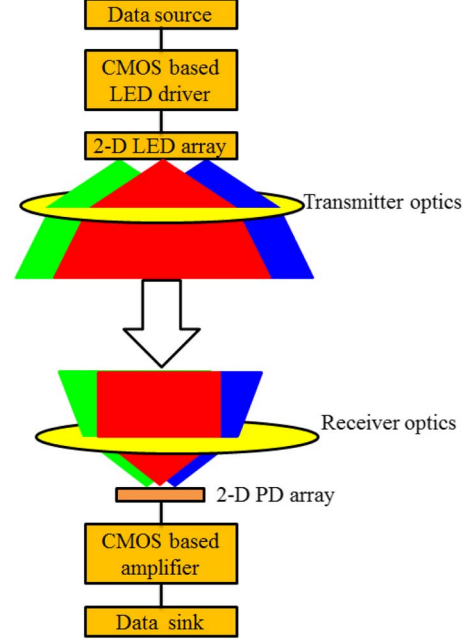 Data source
CMOS based
LED driver
2-D LED array
Transmitter optics
Receiver optics
2-D PD array
CMOS based
amplifier
Data sink